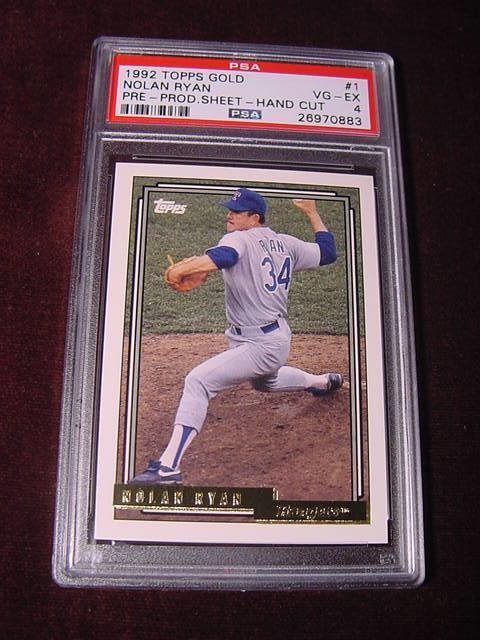 PSA
1992 TOPPS GOLD #1
NOLAN RYAN VG-EX
PRE-PROD.SHEET-HAND CUT 4
PSA 26970883
Topps
RYAN
34
NOLAN RYAN
Rangers